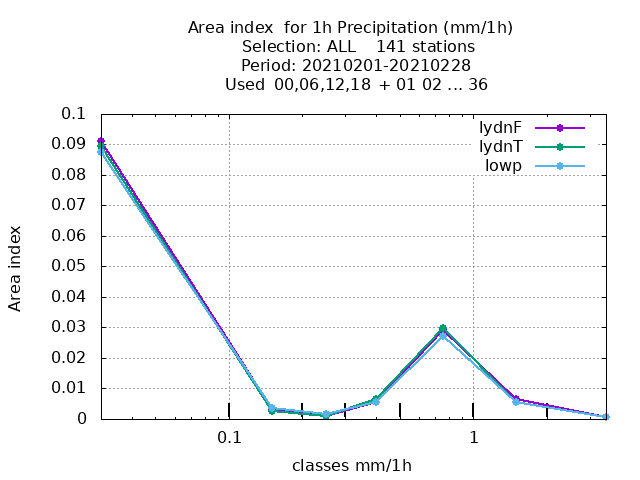 Area index  for 1h Precipitation (mm/1h)
Selection: ALL    141 stations
Period: 20210201-20210228
Used  00,06,12,18  + 01 02 ... 36
lydnF
lydnT
lowp
0.1
0.09
0.08
0.07
0.06
0.05
0.04
0.03
0.02
0.01
0
Area index
0.1
1
classes mm/1h